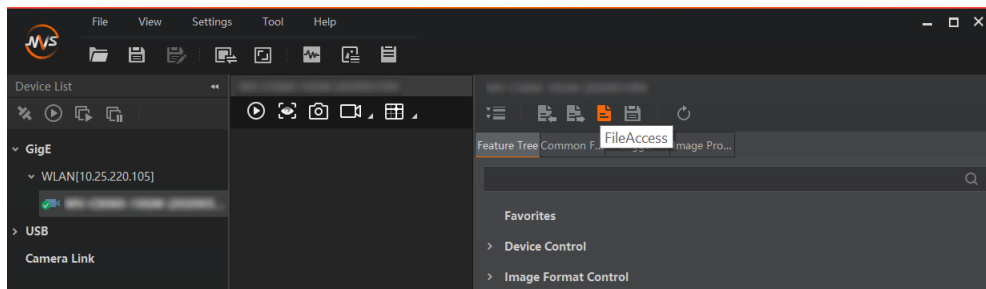 File View Settings Tool Help
MVS
Device List
FileAccess
Feature Tree Common F... mage Pro...
GigE
WLAN[10.25.220.105]
Favorites
USB
Device Control
Camera Link
Image Format Control